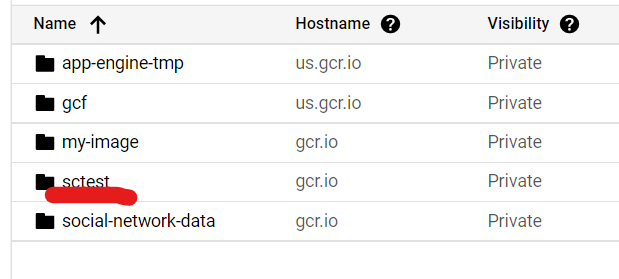 Name Hostname ? Visibility ?
app-engine-tmp us.gcr.io Private
gcf us.gcr.io Private
my-image gcr.io Private
sctest gcr.io Private
social-network-data gcr.io Private